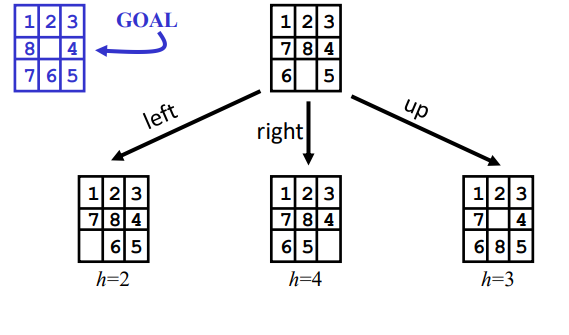 1 2 3
8 4
7 6 5
GOAL
1 2 3
7 8 4
6 5
left
right
up
1 2 3
7 8 4
6 5
h=2
1 2 3
7 8 4
6 5
h=4
1 2 3
7 4
6 8 5
h=3